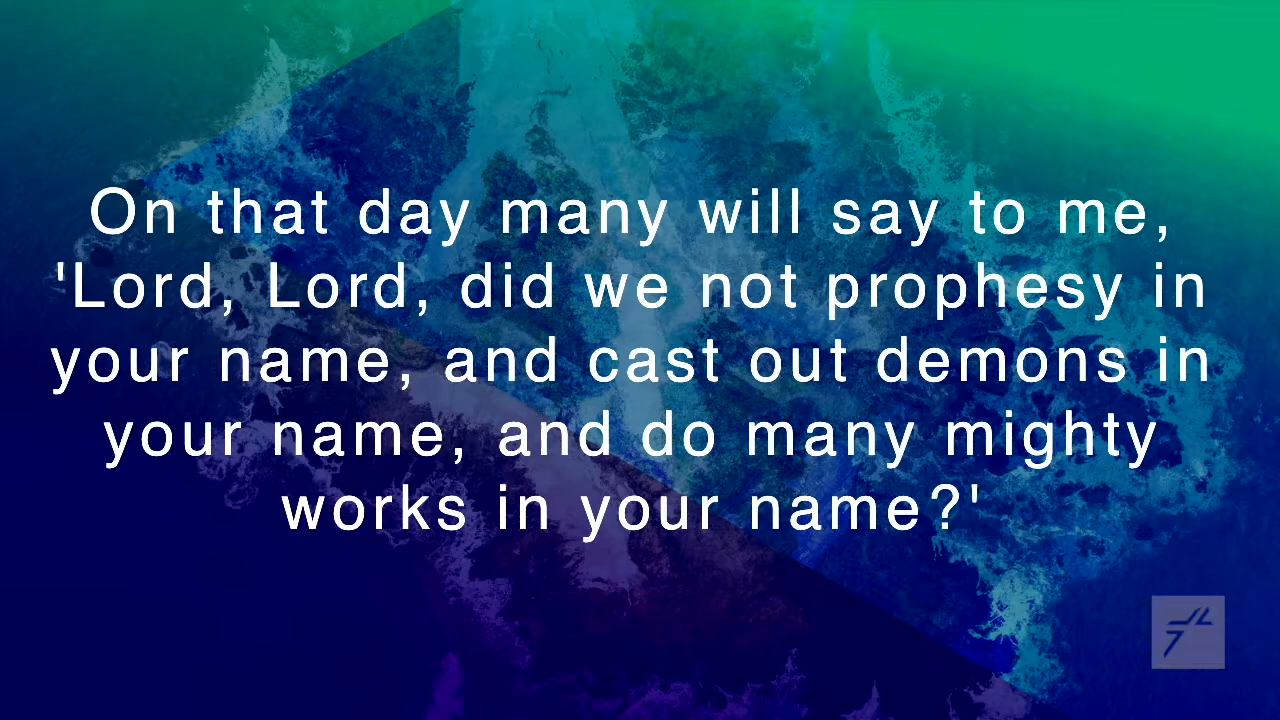 On that day many will say to me,
'Lord, Lord, did we not prophesy in
your name, and cast out demons in
your name, and do many mighty
works in your name?'